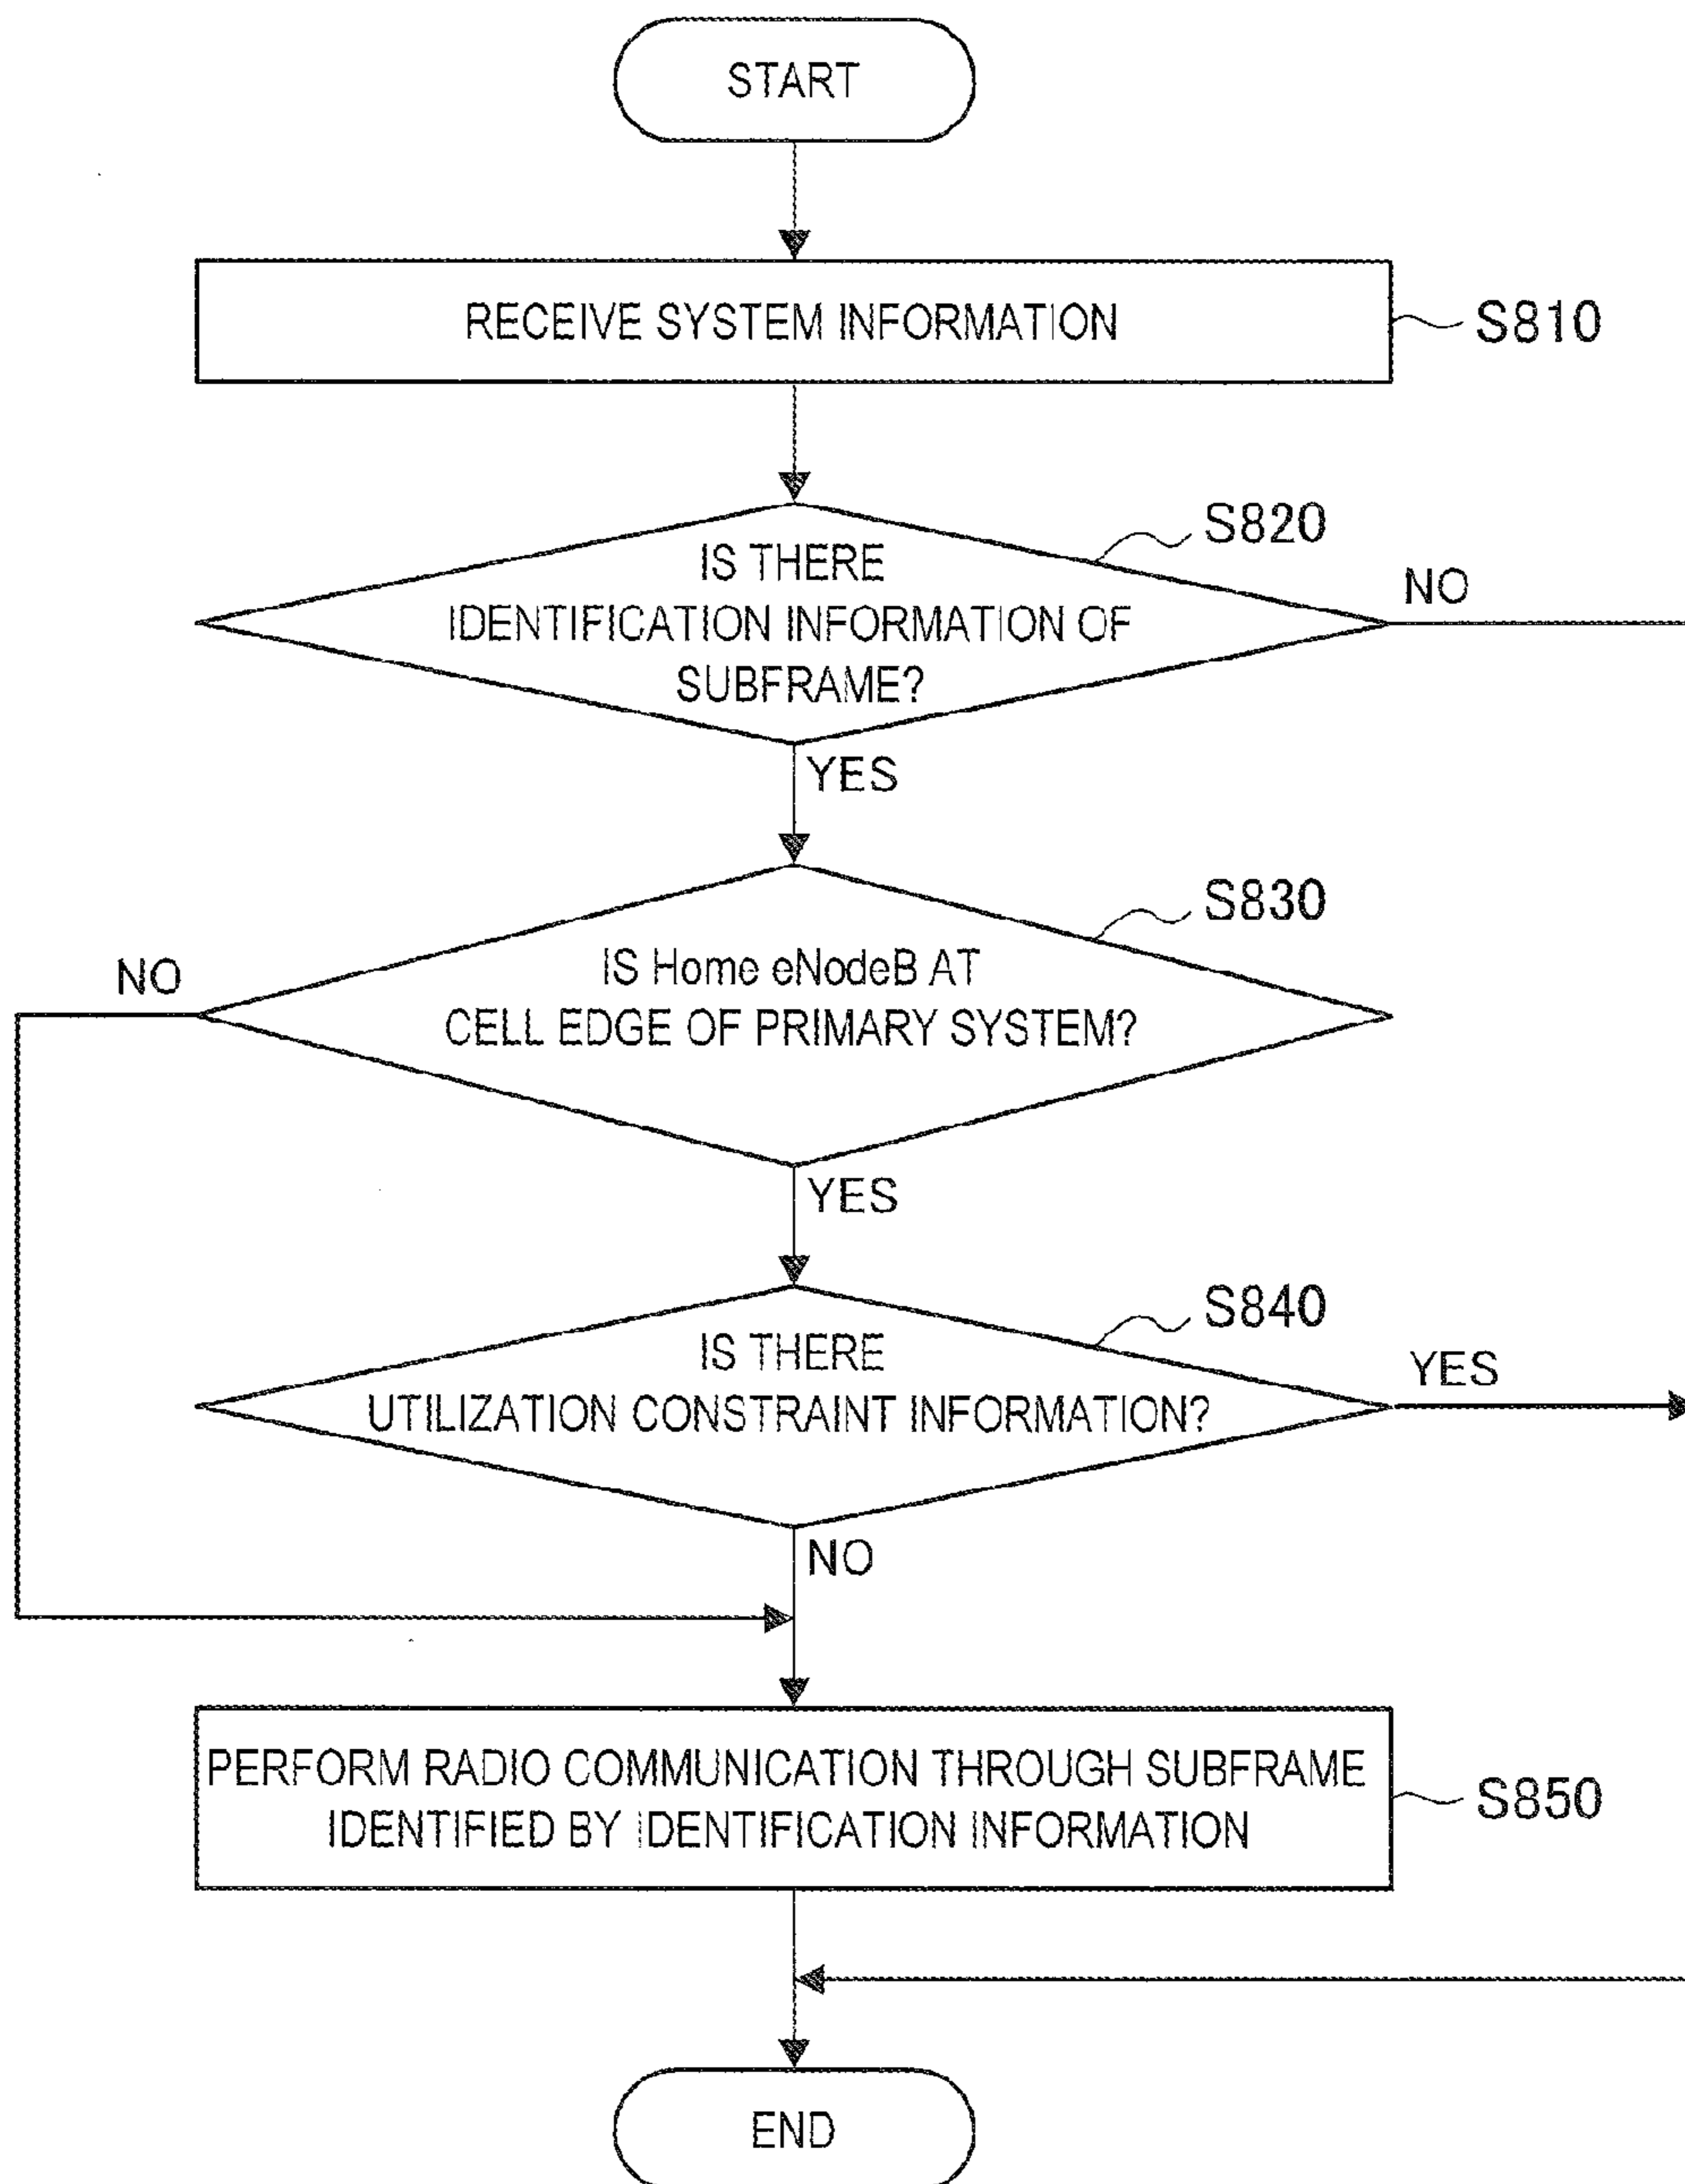 START
RECEIVE SYSTEM INFORMATION
S810
S820
IS THERE
IDENTIFICATION INFORMATION OF
SUBFRAME?
NO
YES
S830
IS Home eNodeB AT
CELL EDGE OF PRIMARY SYSTEM?
NO
YES
S840
IS THERE
UTILIZATION CONSTRAINT INFORMATION?
YES
NO
PERFORM RADIO COMMUNICATION THROUGH SUBFRAME
IDENTIFIED BY IDENTIFICATION INFORMATION
S850
END